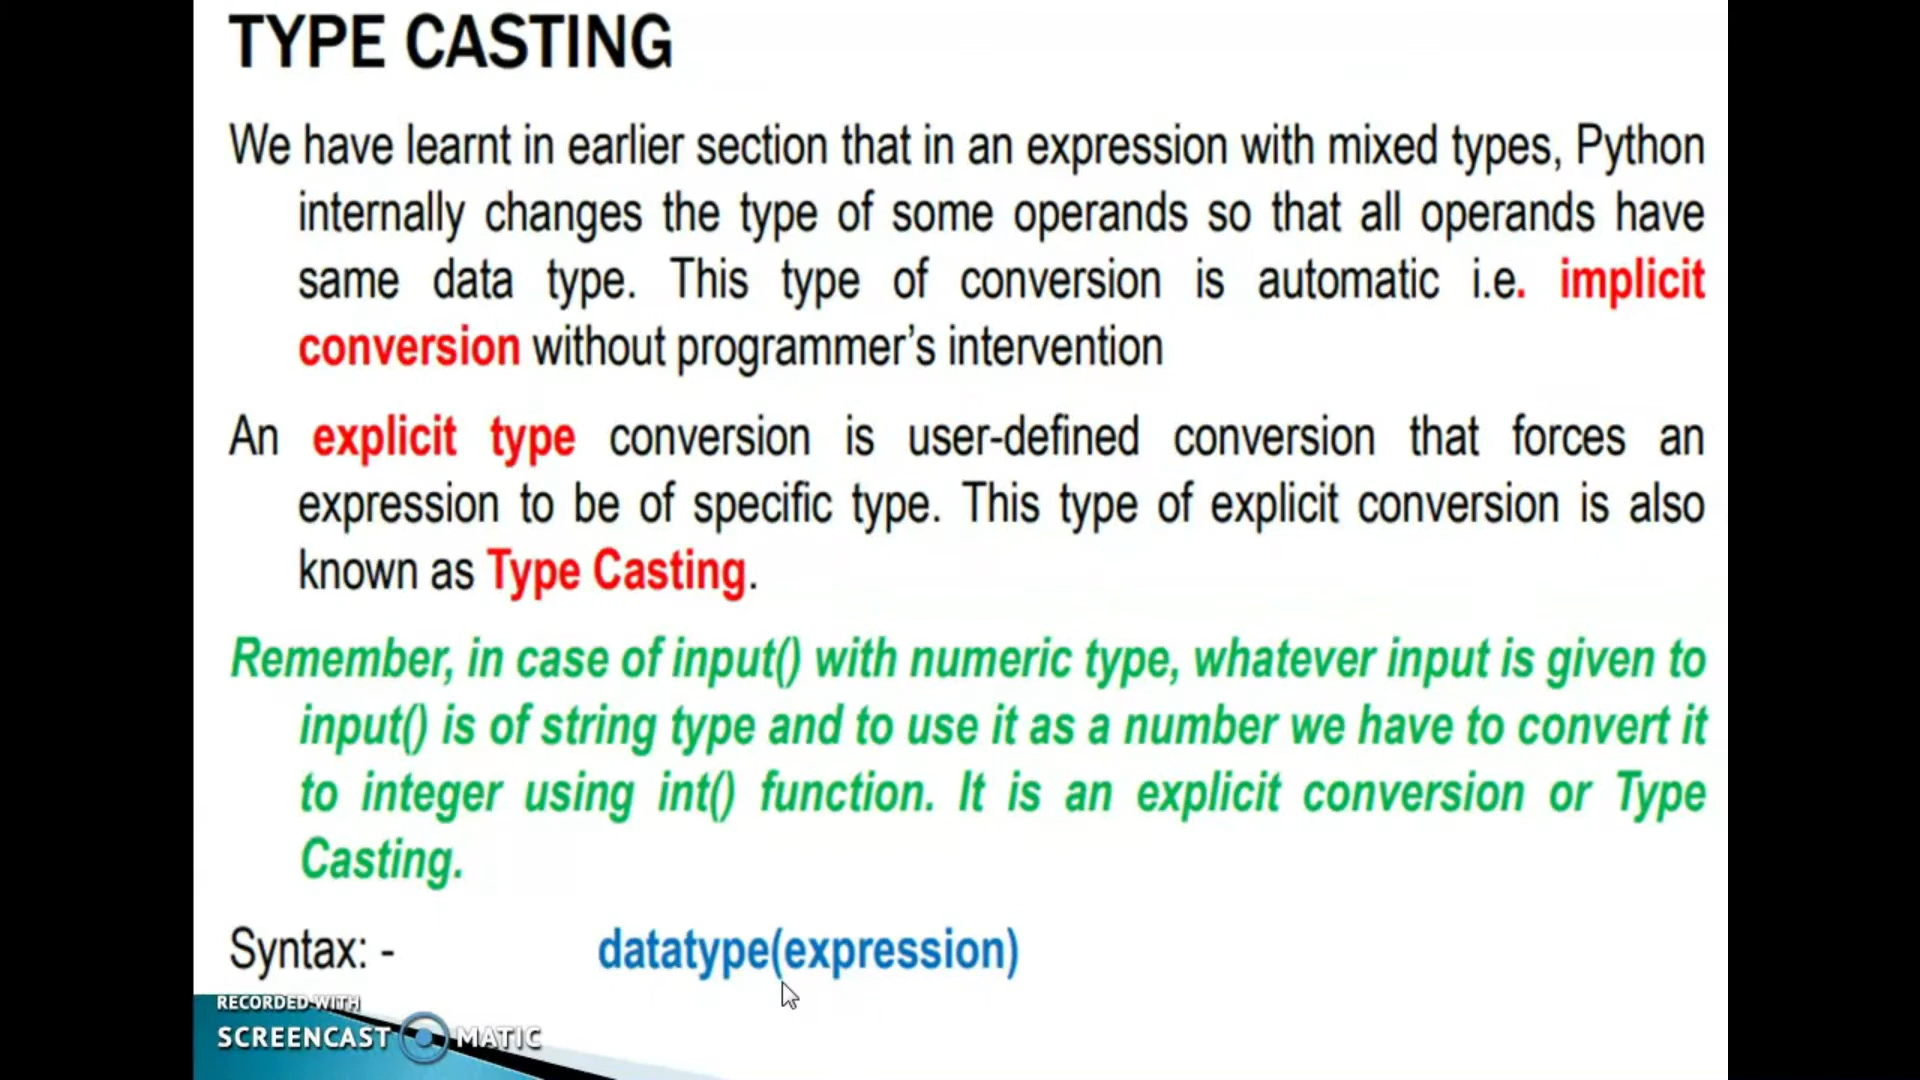 TYPE CASTING
We have learnt in earlier section that in an expression with mixed types, Python
internally changes the type of some operands so that all operands have
same data type. This type of conversion is automatic i.e. implicit
conversion without programmer’s intervention
An explicit type conversion is user-defined conversion that forces an
expression to be of specific type. This type of explicit conversion is also
known as Type Casting.
Remember, in case of input() with numeric type, whatever input is given to
input() is of string type and to use it as a number we have to convert it
to integer using int() function. It is an explicit conversion or Type
Casting.
Syntax: - datatype(expression)
RECORDED WITH
SCREENCAST MATIC